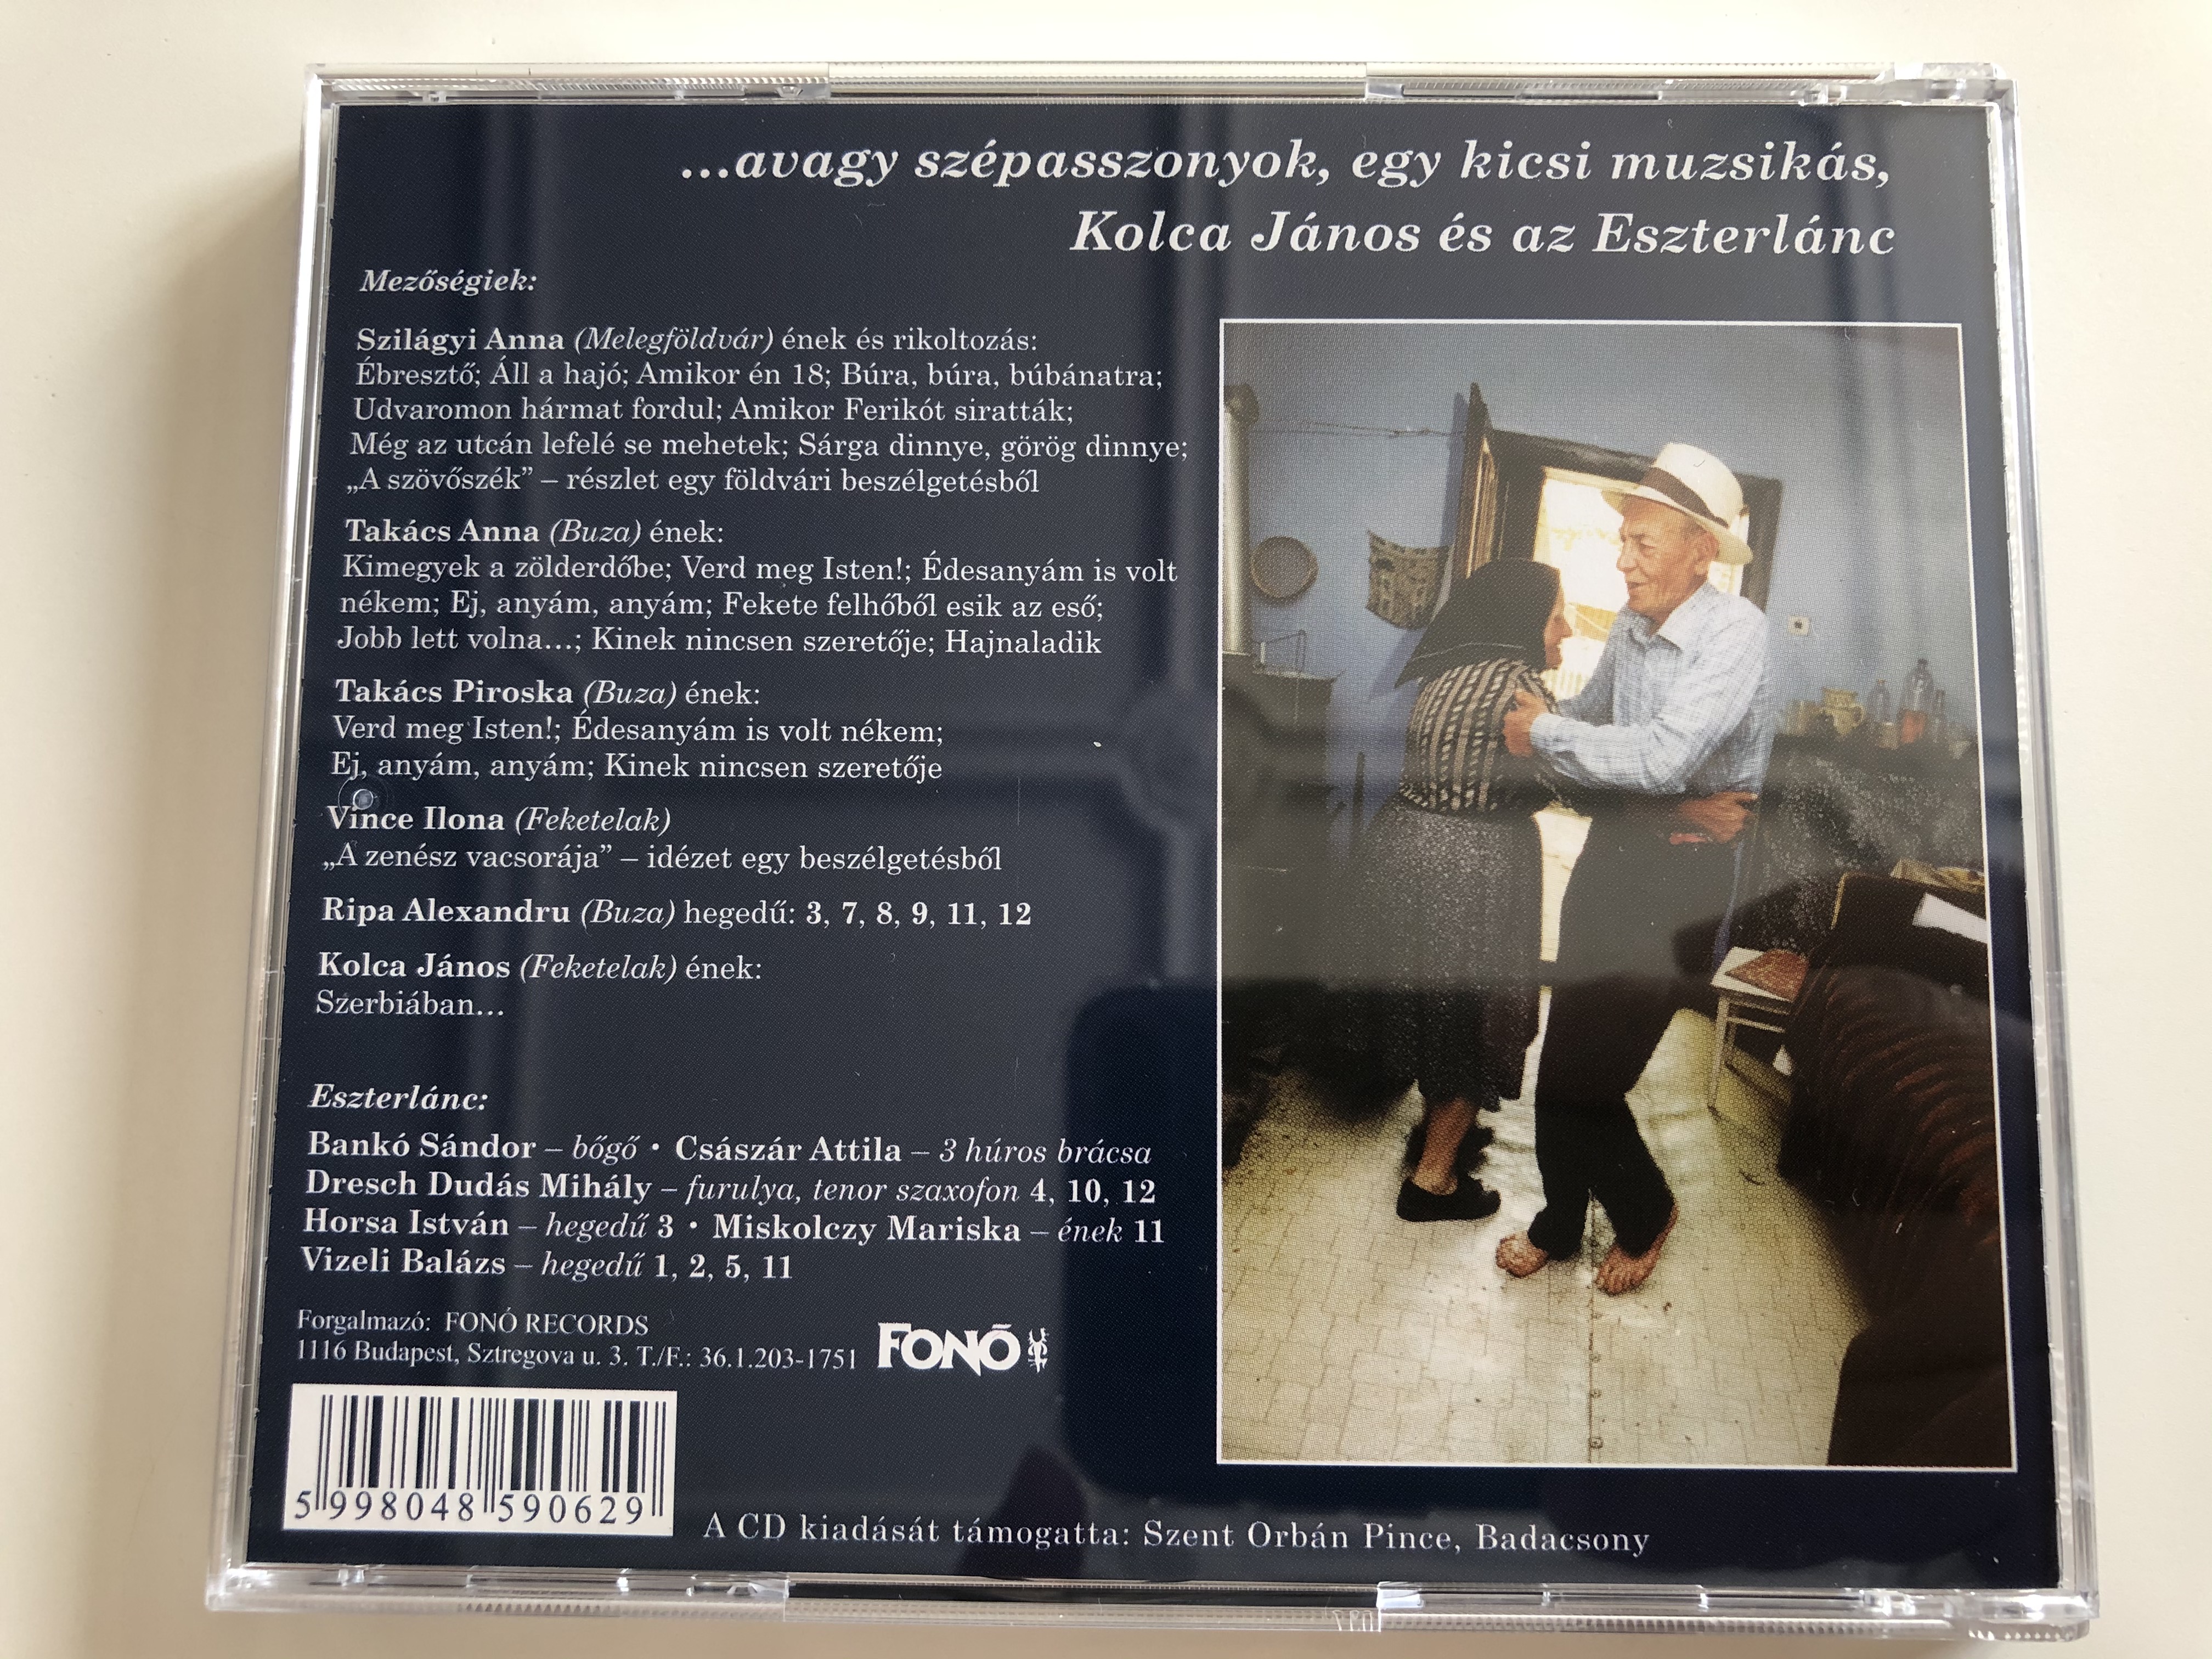 ...avagy szépasszonyok, egy kicsi muzsikás,
Kolca János és az Eszterlánc
Mezőségiek:
Szilágyi Anna (Melegföldvár) ének és rikoltozás:
Ébresztő; Áll a hajó; Amikor én 18; Búra, búra, búbánatra;
Udvaromon hármat fordul; Amikor Ferikót siratták;
Még az utcán lefelé se mehetek; Sárga dinnye, görög dinnye;
„A szövőszék” – részlet egy földvári beszélgetésből
Takács Anna (Buza) ének:
Kimegyek a zölderdőbe; Verd meg Isten!; Édesanyám is volt
nékem; Ej, anyám, anyám; Fekete felhőből esik az eső;
Jobb lett volna...; Kinek nincsen szeretője; Hajnaladik
Takács Piroska (Buza) ének:
Verd meg Isten!; Édesanyám is volt nékem;
Ej, anyám, anyám; Kinek nincsen szeretője
Vince Ilona (Feketelak)
„A zenész vacsorája” – idézet egy beszélgetésből
Ripa Alexandru (Buza) hegedű: 3, 7, 8, 9, 11, 12
Kolca János (Feketelak) ének:
Szerbiában...
Eszterlánc:
Bankó Sándor – bőgő • Császár Attila – 3 húros brácsa
Dresch Dudás Mihály – furulya, tenor szaxofon 4, 10, 12
Horsa István – hegedű 3 • Miskolczy Mariska – ének 11
Vizeli Balázs – hegedű 1, 2, 5, 11
Forgalmazó: FONÓ RECORDS
1116 Budapest, Sztregova u. 3. T./F.: 36.1.203-1751
FONÓ
5 998048 590629
A CD kiadását támogatta: Szent Orbán Pince, Badacsony